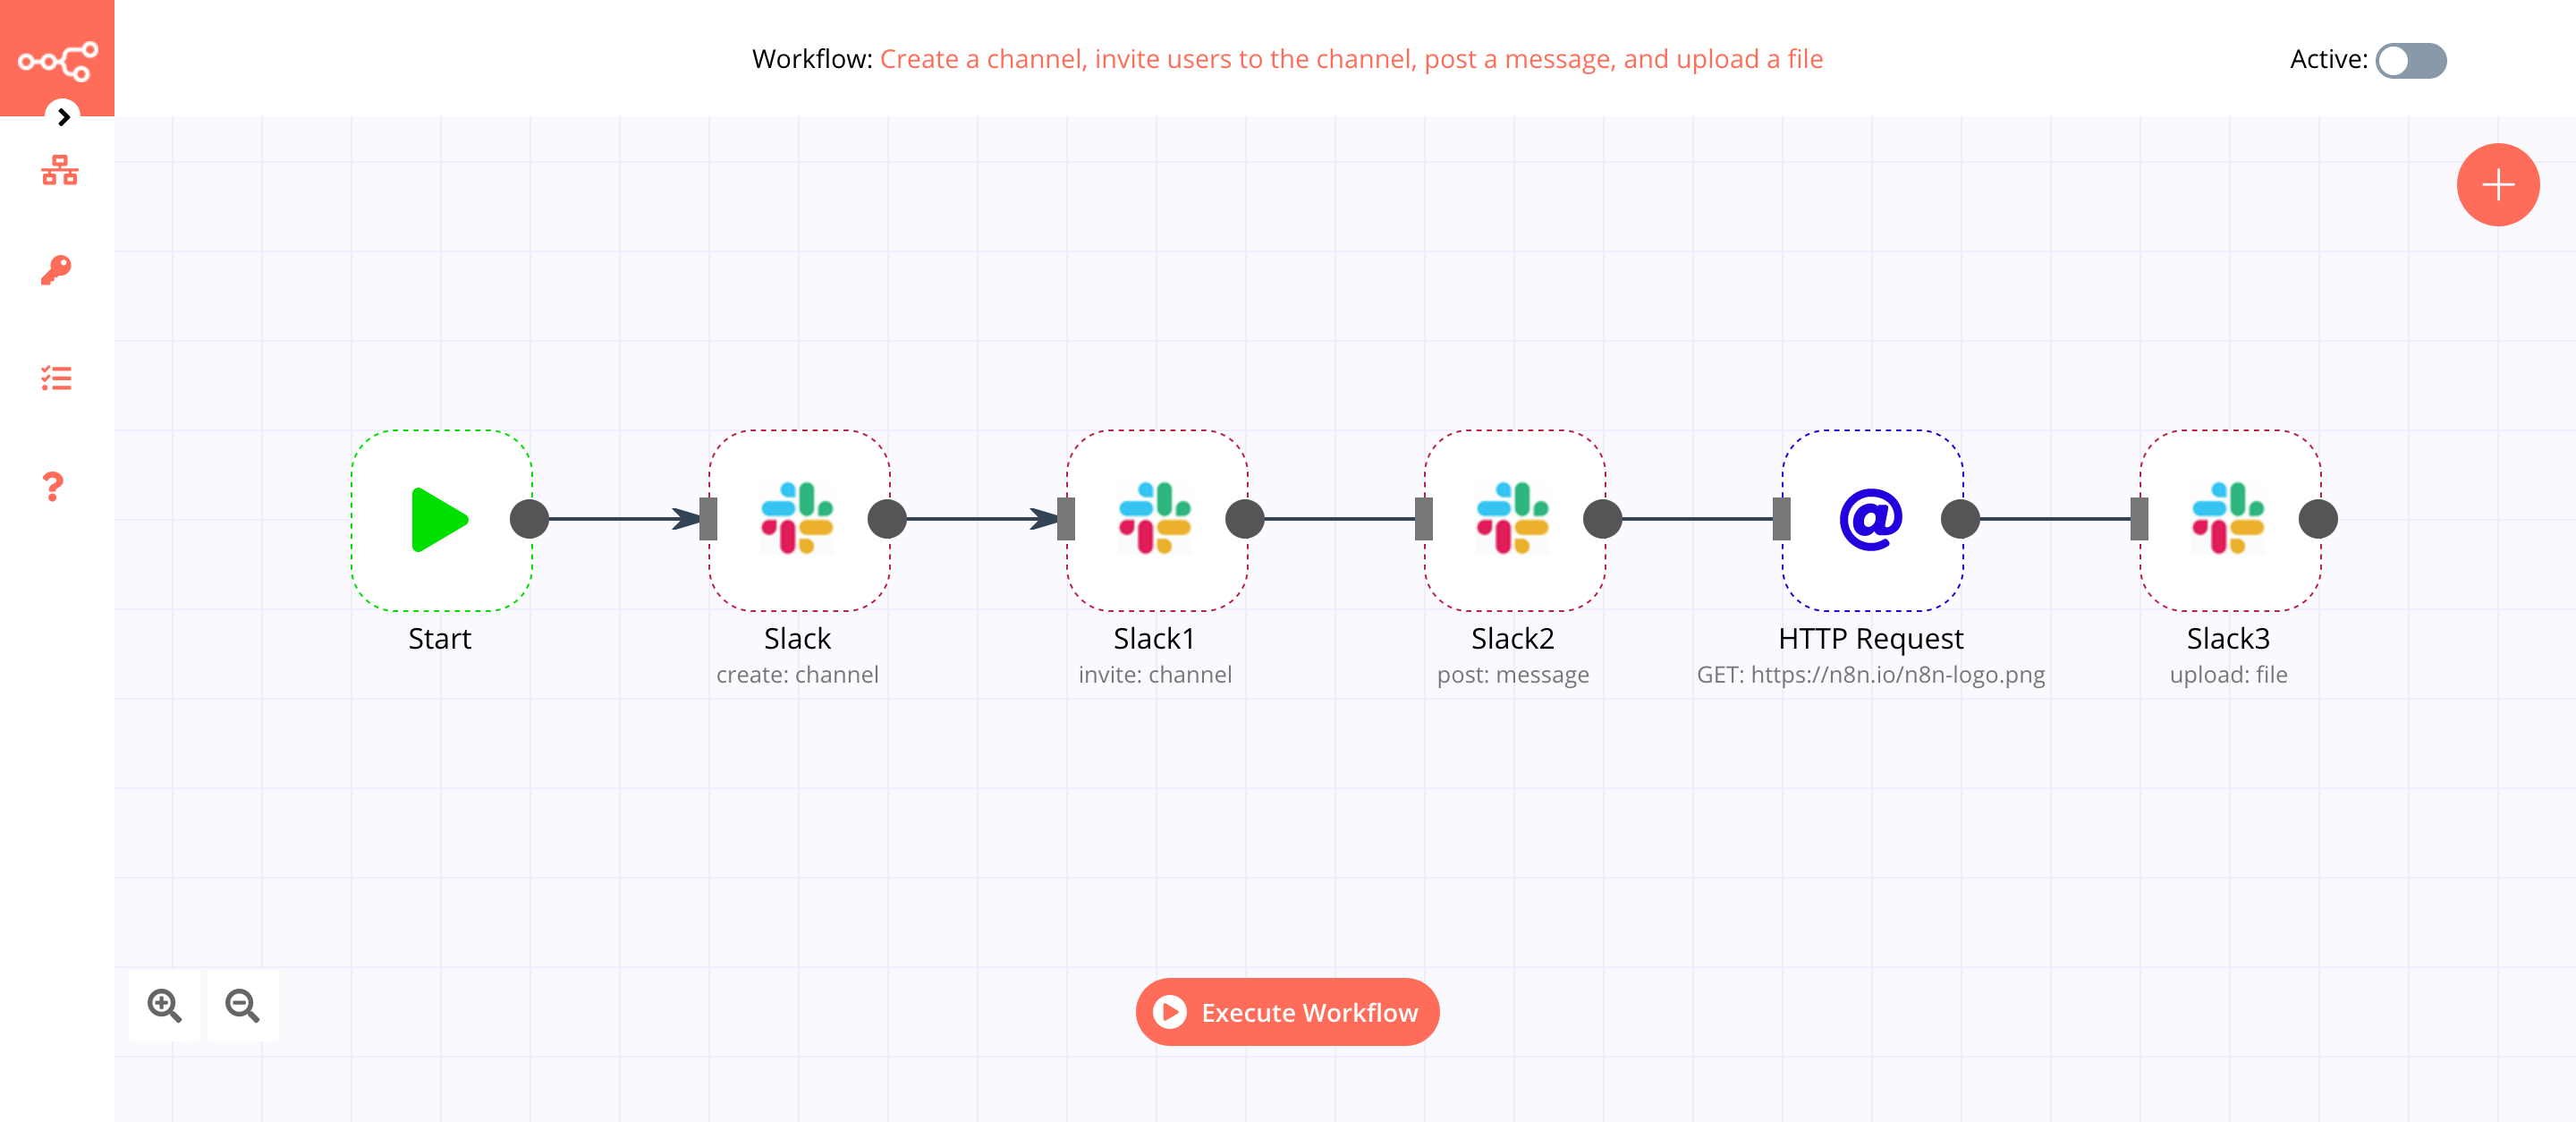 Workflow: Create a channel, invite users to the channel, post a message, and upload a file
Active:
Start
Slack
create: channel
Slack1
invite: channel
Slack2
post: message
HTTP Request
GET: https://n8n.io/n8n-logo.png
Slack3
upload: file
Execute Workflow